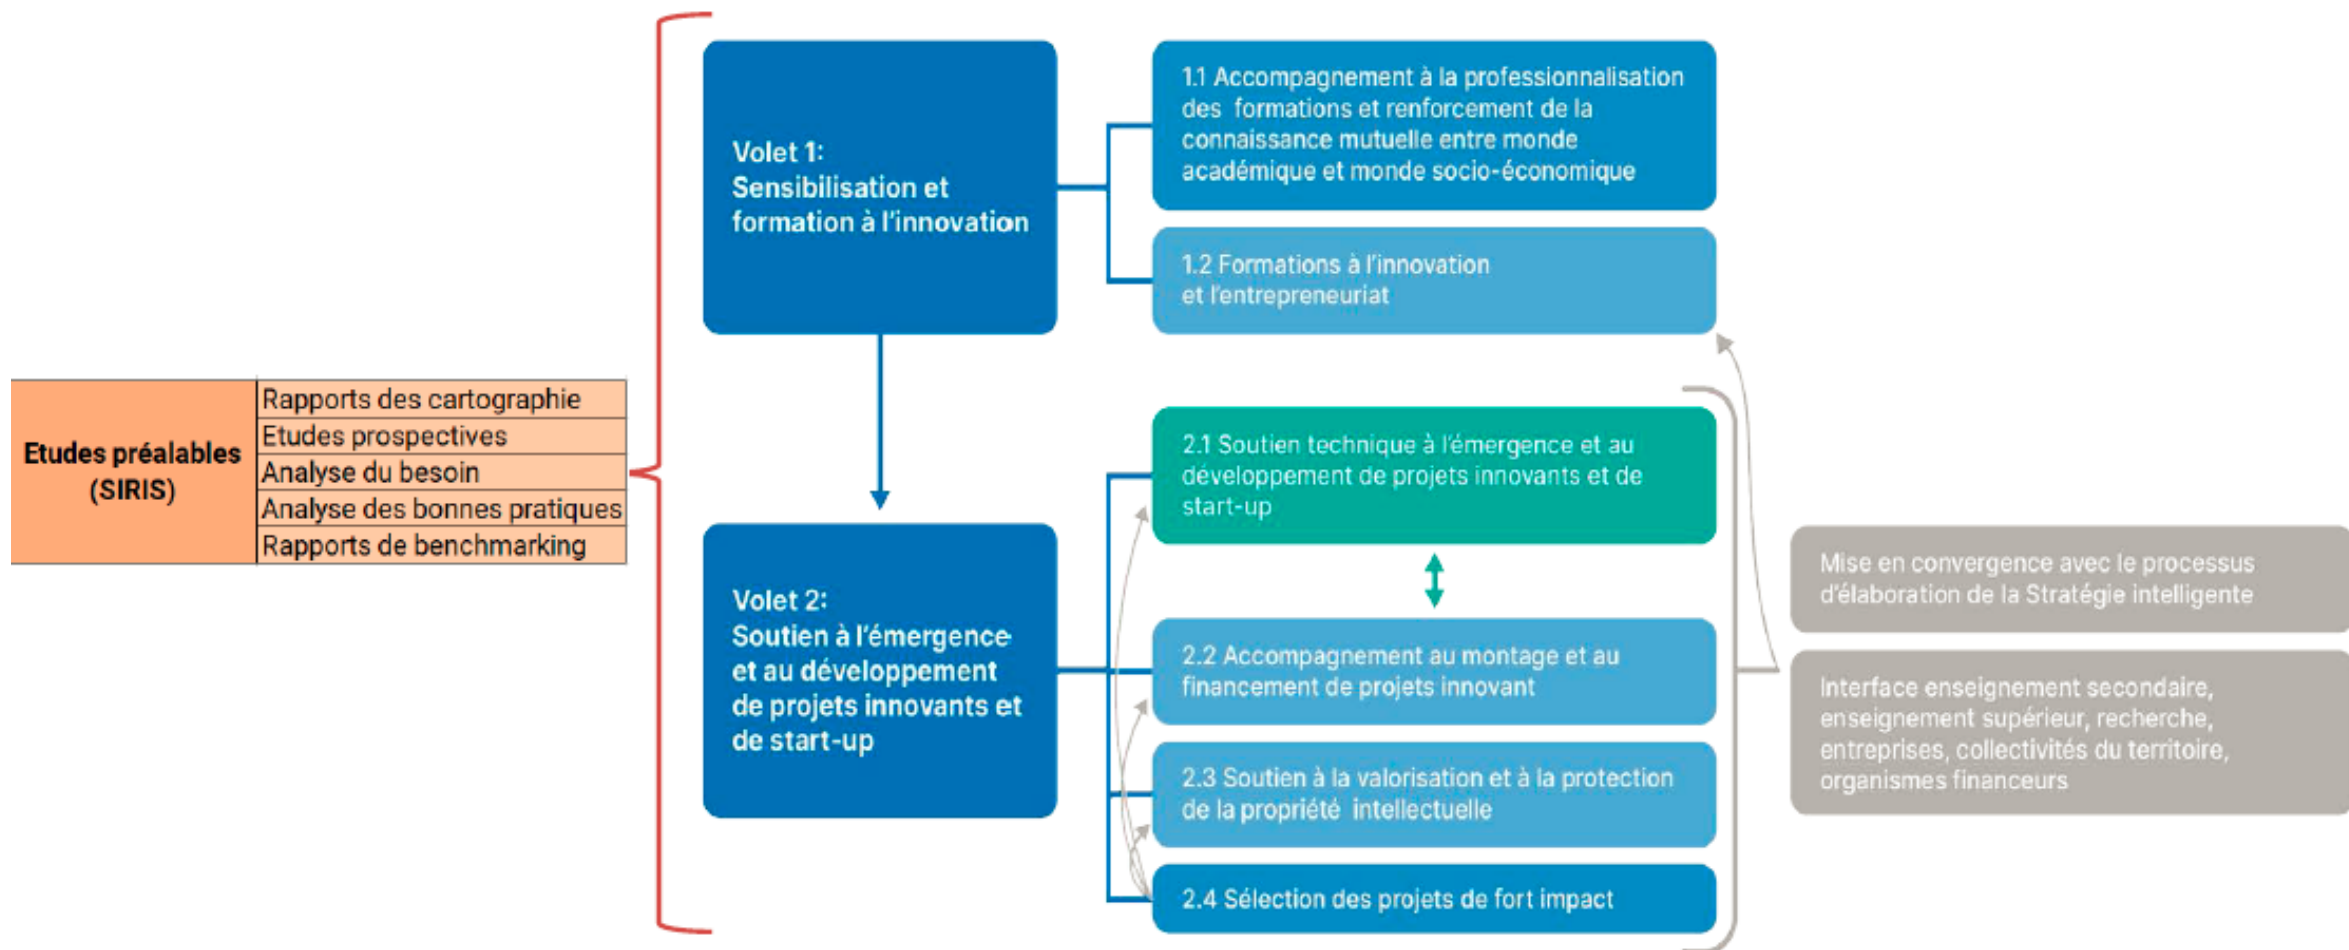 Etudes préalables
(SIRIS)
Rapports des cartographie
Etudes prospectives
Analyse du besoin
Analyse des bonnes pratiques
Rapports de benchmarking
Volet 1:
Sensibilisation et
formation à l'innovation
1.1 Accompagnement à la professionnalisation
des formations et renforcement de la
connaissance mutuelle entre monde
académique et monde socio-économique
1.2 Formations à l'innovation
et l'entrepreneuriat
Volet 2:
Soutien à l'émergence
et au développement
de projets innovants et
de start-up
2.1 Soutien technique à l'émergence et au
développement de projets innovants et de
start-up
2.2 Accompagnement au montage et au
financement de projets innovant
2.3 Soutien à la valorisation et à la protection
de la propriété intellectuelle
2.4 Sélection des projets de fort impact
Mise en convergence avec le processus
d'élaboration de la Stratégie intelligente
Interface enseignement secondaire,
enseignement supérieur, recherche,
entreprises, collectivités du territoire,
organismes financeurs